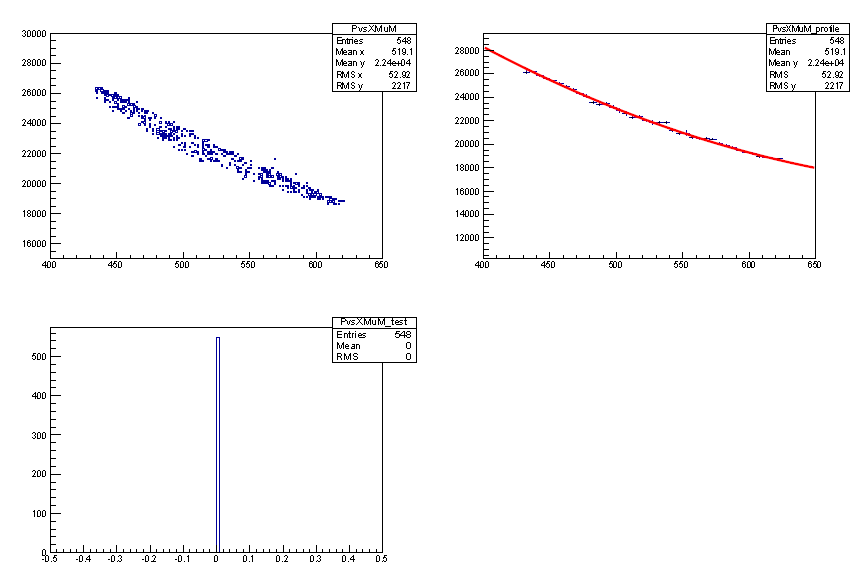 PvsXMuM
Entries 548
Mean x 519.1
Mean y 2.24e+04
RMS x 52.92
RMS y 2217
30000
28000
26000
24000
22000
20000
18000
16000
400 450 500 550 600 650
PvsXMuM_profile
Entries 548
Mean 519.1
Mean y 2.24e+04
RMS 52.92
RMS y 2217
28000
26000
24000
22000
20000
18000
16000
14000
12000
400 450 500 550 600 650
PvsXMuM_test
Entries 548
Mean 0
RMS 0
500
400
300
200
100
0
-0.5 -0.4 -0.3 -0.2 -0.1 0 0.1 0.2 0.3 0.4 0.5